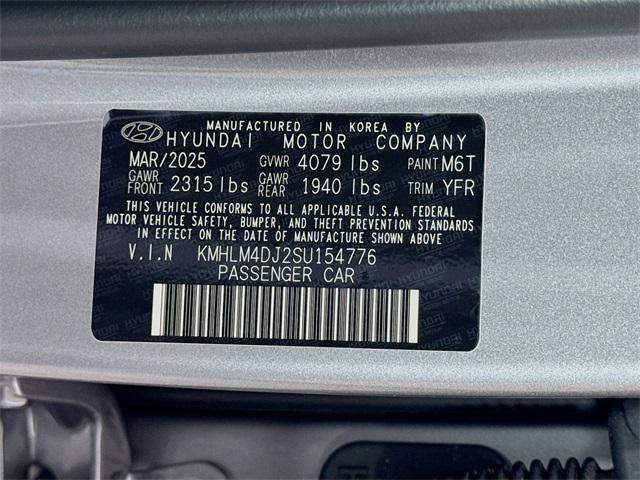 MANUFACTURED IN KOREA BY
HYUNDAI MOTOR COMPANY
MAR/2025 GVWR 4079 lbs PAINT M6T
GAWR FRONT 2315 lbs GAWR REAR 1940 lbs TRIM YFR
THIS VEHICLE CONFORMS TO ALL APPLICABLE U.S.A. FEDERAL
MOTOR VEHICLE SAFETY, BUMPER, AND THEFT PREVENTION STANDARDS
IN EFFECT ON THE DATE OF MANUFACTURE SHOWN ABOVE
V.I.N KMHLM4DJ2SU154776
PASSENGER CAR